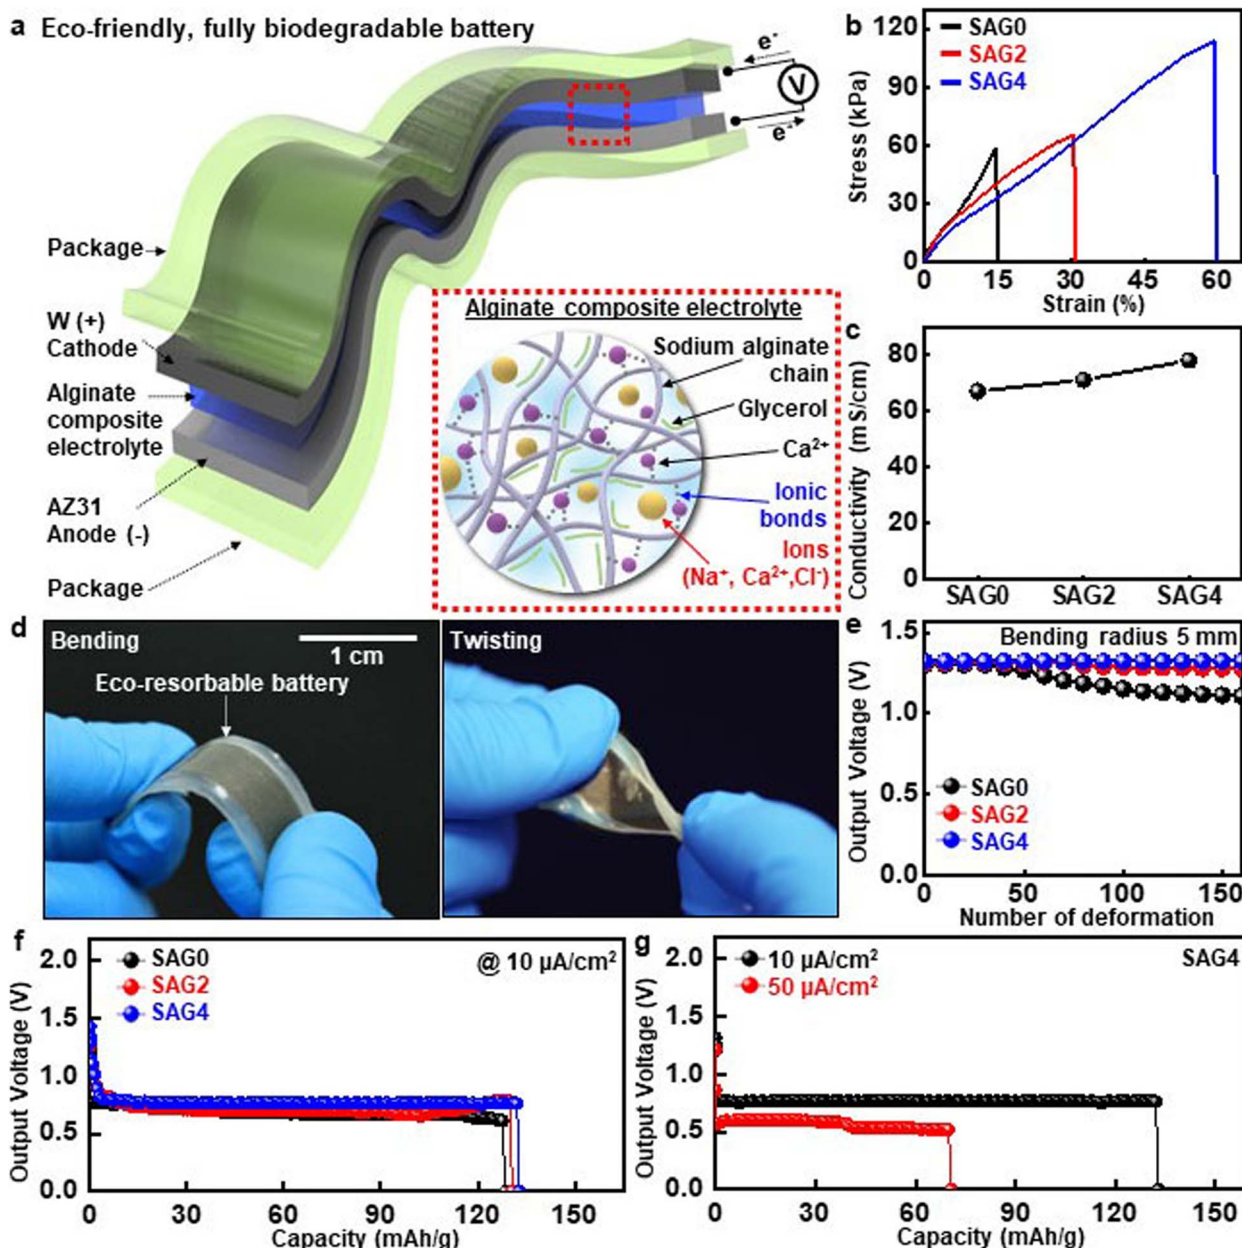 a Eco-friendly, fully biodegradable battery
e⁻
V
e⁻
Package
W (+)
Cathode
Alginate
composite
electrolyte
AZ31
Anode (-)
Package
Alginate composite electrolyte
Sodium alginate
chain
Glycerol
Ca²⁺
Ionic
bonds
Ions
(Na⁺, Ca²⁺,Cl⁻)
b
SAG0
SAG2
SAG4
Stress (kPa)
120
90
60
30
0
0 15 30 45 60
Strain (%)
c
Conductivity (mS/cm)
80
60
40
20
0
SAG0 SAG2 SAG4
d
Bending
1 cm
Eco-resorbable battery
Twisting
e
Bending radius 5 mm
Output Voltage (V)
1.5
1.0
0.5
0.0
SAG0
SAG2
SAG4
0 50 100 150
Number of deformation
f
SAG0
SAG2
SAG4
@ 10 μA/cm²
Output Voltage (V)
2.0
1.5
1.0
0.5
0.0
0 30 60 90 120 150
Capacity (mAh/g)
g
10 μA/cm²
50 μA/cm²
SAG4
Output Voltage (V)
2.0
1.5
1.0
0.5
0.0
0 30 60 90 120 150
Capacity (mAh/g)